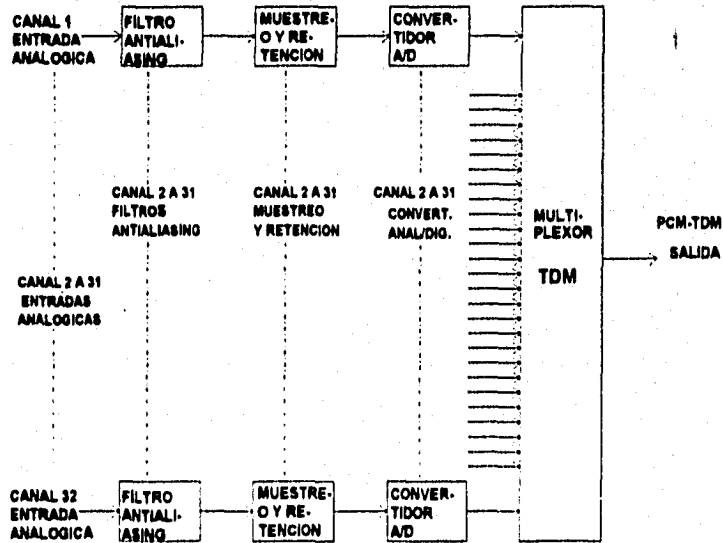 CANAL 1
ENTRADA
ANALOGICA
FILTRO
ANTIALI-
ASING
MUESTRE-
O Y RE-
TENCION
CONVER-
TIDOR
A/D
CANAL 2 A 31
FILTROS
ANTIALIASING
CANAL 2 A 31
MUESTREO
Y RETENCION
CANAL 2 A 31
CONVERT.
ANAL/DIG.
MULTI-
PLEXOR
TDM
PCM-TDM
SALIDA
CANAL 2 A 31
ENTRADAS
ANALOGICAS
CANAL 32
ENTRADA
ANALOGICA
FILTRO
ANTIALI-
ASING
MUESTRE-
O Y RE-
TENCION
CONVER-
TIDOR
A/D